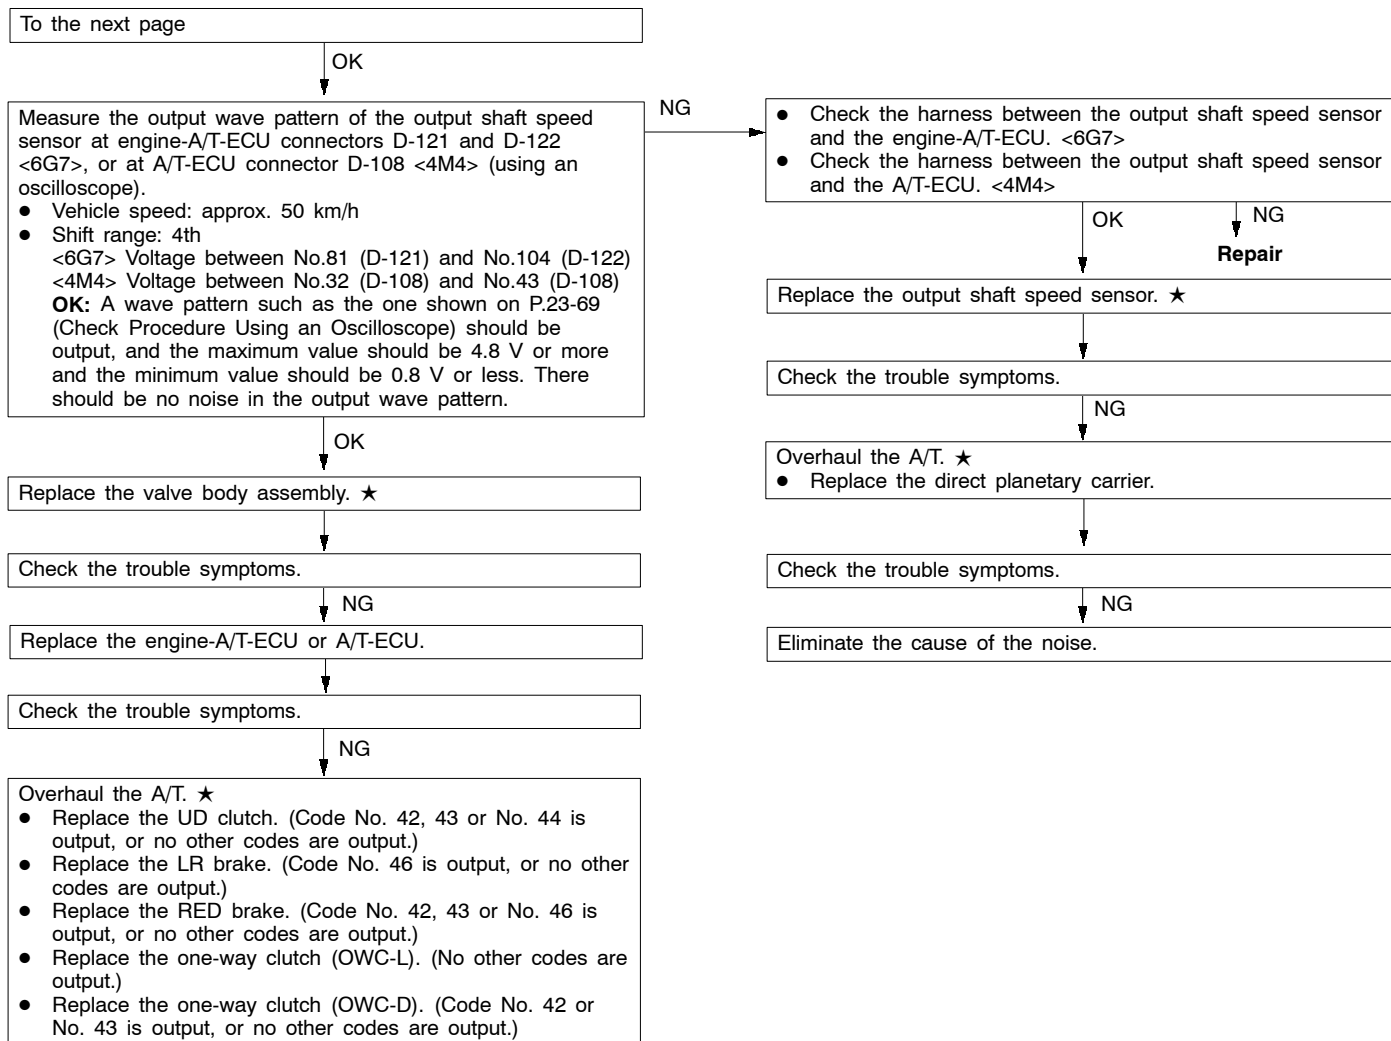 To the next page
OK
Measure the output wave pattern of the output shaft speed
sensor at engine-A/T-ECU connectors D-121 and D-122
<6G7>, or at A/T-ECU connector D-108 <4M4> (using an
oscilloscope).
● Vehicle speed: approx. 50 km/h
● Shift range: 4th
<6G7> Voltage between No.81 (D-121) and No.104 (D-122)
<4M4> Voltage between No.32 (D-108) and No.43 (D-108)
OK: A wave pattern such as the one shown on P.23-69
(Check Procedure Using an Oscilloscope) should be
output, and the maximum value should be 4.8 V or more
and the minimum value should be 0.8 V or less. There
should be no noise in the output wave pattern.
OK
Replace the valve body assembly. ★
Check the trouble symptoms.
NG
Replace the engine-A/T-ECU or A/T-ECU.
Check the trouble symptoms.
NG
Overhaul the A/T. ★
● Replace the UD clutch. (Code No. 42, 43 or No. 44 is
output, or no other codes are output.)
● Replace the LR brake. (Code No. 46 is output, or no other
codes are output.)
● Replace the RED brake. (Code No. 42, 43 or No. 46 is
output, or no other codes are output.)
● Replace the one-way clutch (OWC-L). (No other codes are
output.)
● Replace the one-way clutch (OWC-D). (Code No. 42 or
No. 43 is output, or no other codes are output.)
NG
● Check the harness between the output shaft speed sensor
and the engine-A/T-ECU. <6G7>
● Check the harness between the output shaft speed sensor
and the A/T-ECU. <4M4>
OK
NG
Repair
Replace the output shaft speed sensor. ★
Check the trouble symptoms.
NG
Overhaul the A/T. ★
● Replace the direct planetary carrier.
Check the trouble symptoms.
NG
Eliminate the cause of the noise.